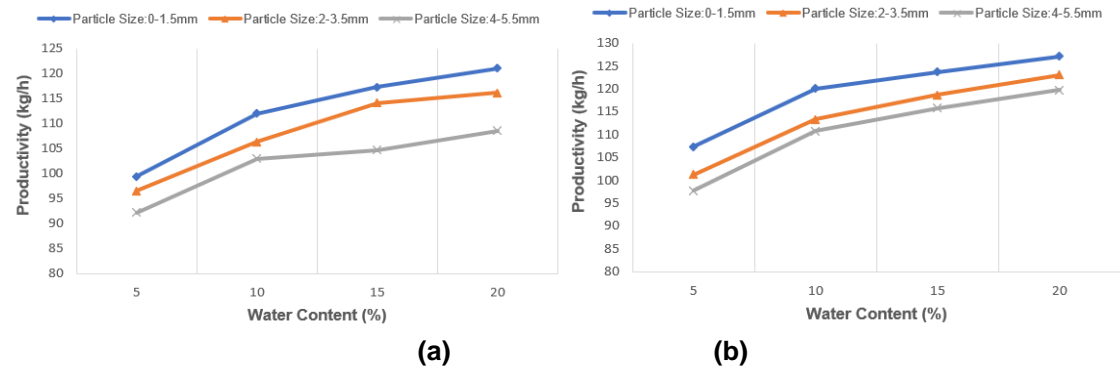 Particle Size:0-1.5mm Particle Size:2-3.5mm Particle Size:4-5.5mm
125
120
115
110
105
100
95
90
85
80
Productivity (kg/h)
5 10 15 20
Water Content (%)
(a)
Particle Size:0-1.5mm Particle Size:2-3.5mm Particle Size:4-5.5mm
130
125
120
115
110
105
100
95
90
85
80
Productivity (kg/h)
5 10 15 20
Water Content (%)
(b)